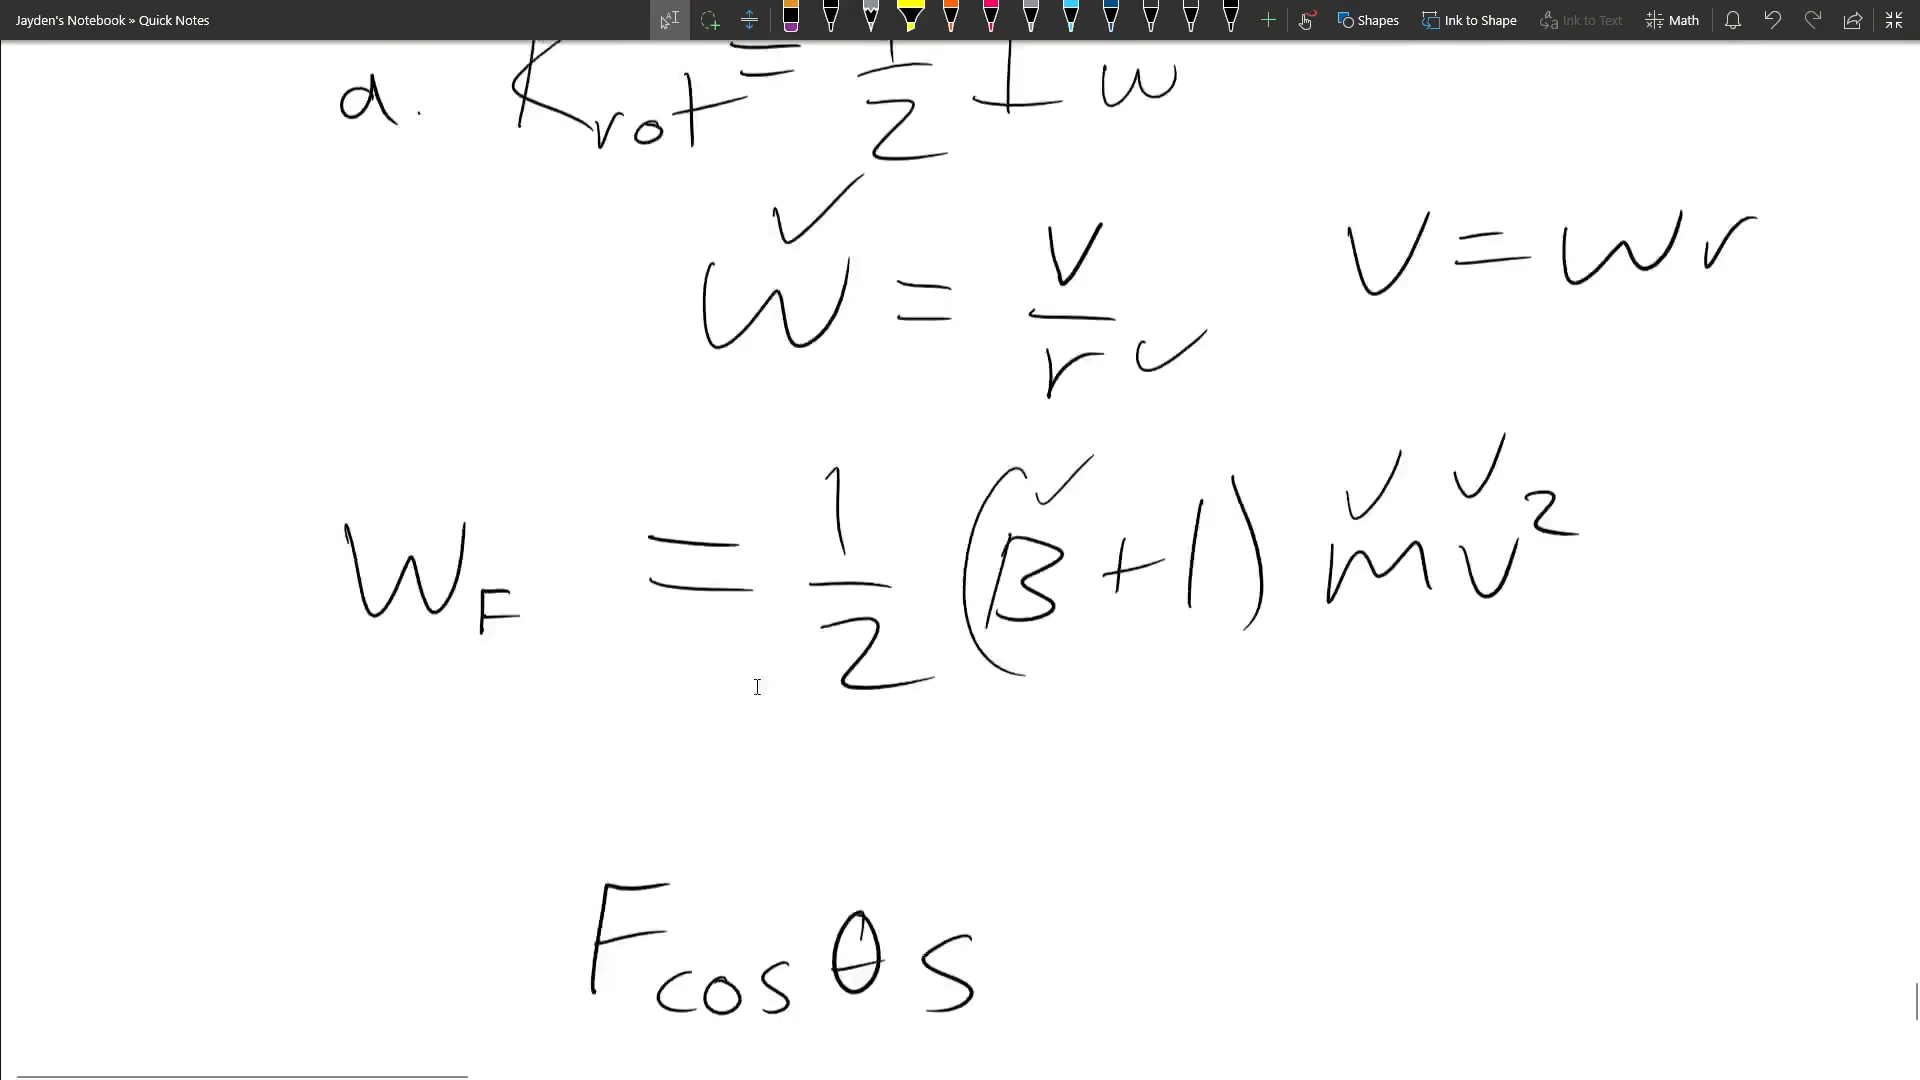 Jayden's Notebook » Quick Notes
Shapes
Ink to Shape
Ink to Text
Math
a. Krot = 1/2 I w
w = v/r v = wr
WF = 1/2 (B+1) mv²
F cos θ s